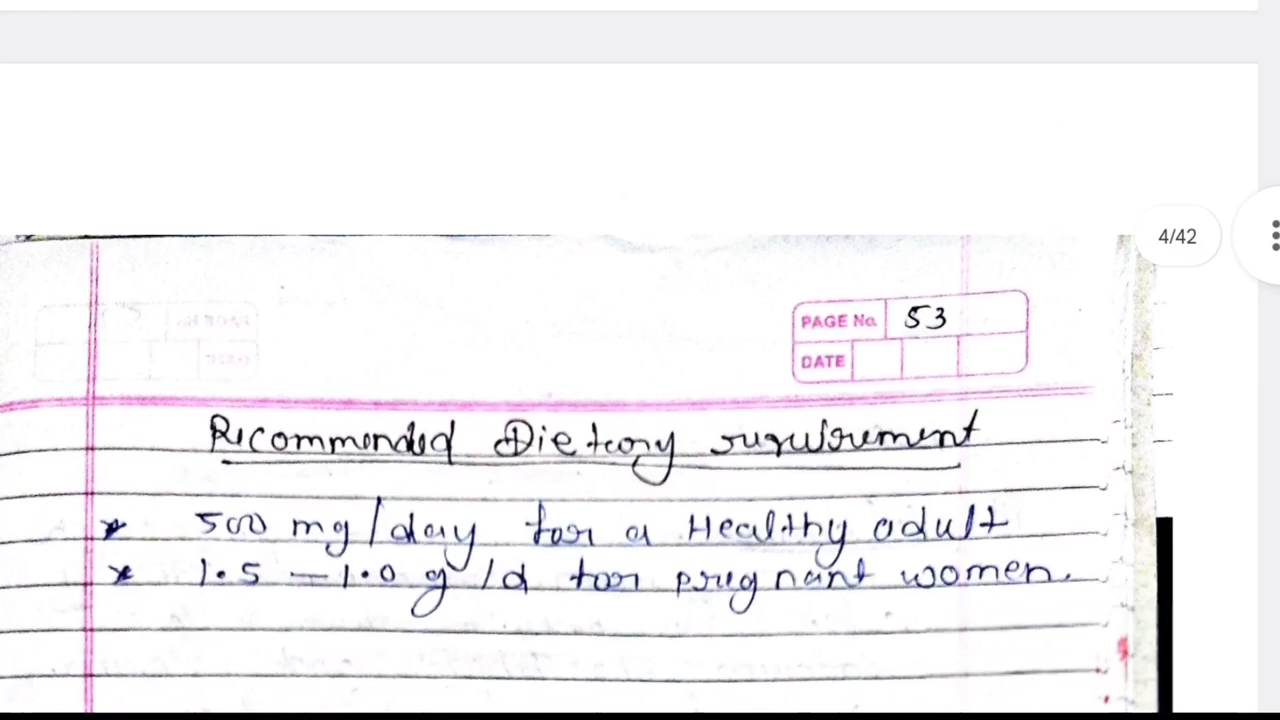 4/42
PAGE No. 53
DATE
Recommended Dietary requirement
* 500 mg/day for a Healthy adult
* 1.5 – 1.0 g/d for pregnant women.